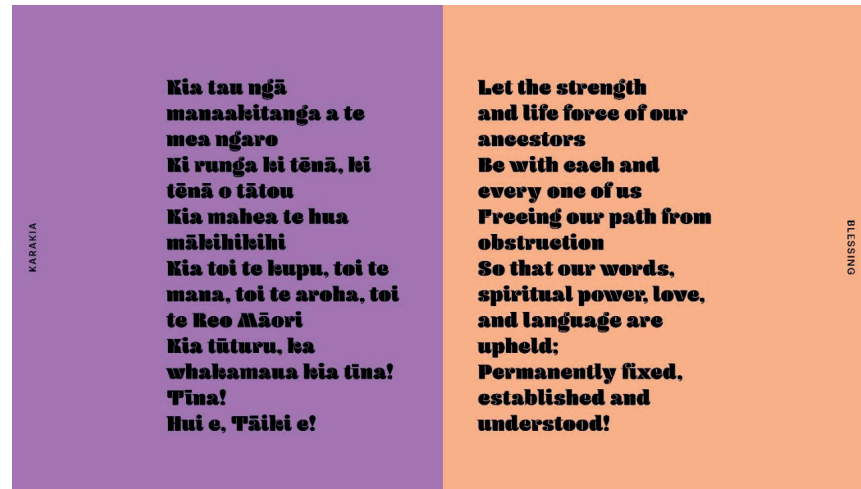 KARAKIA
Kia tau ngā
manaakitanga a te
mea ngaro
Ki runga ki tēnā, ki
tēnā o tātou
Kia mahea te hua
mākihikihi
Kia toi te kupu, toi te
mana, toi te aroha, toi
te Reo Māori
Kia tūturu, ka
whakamaua kia tīna!
Tīna!
Hui e, Tāiki e!
Let the strength
and life force of our
ancestors
Be with each and
every one of us
Freeing our path from
obstruction
So that our words,
spiritual power, love,
and language are
upheld;
Permanently fixed,
established and
understood!
BLESSING